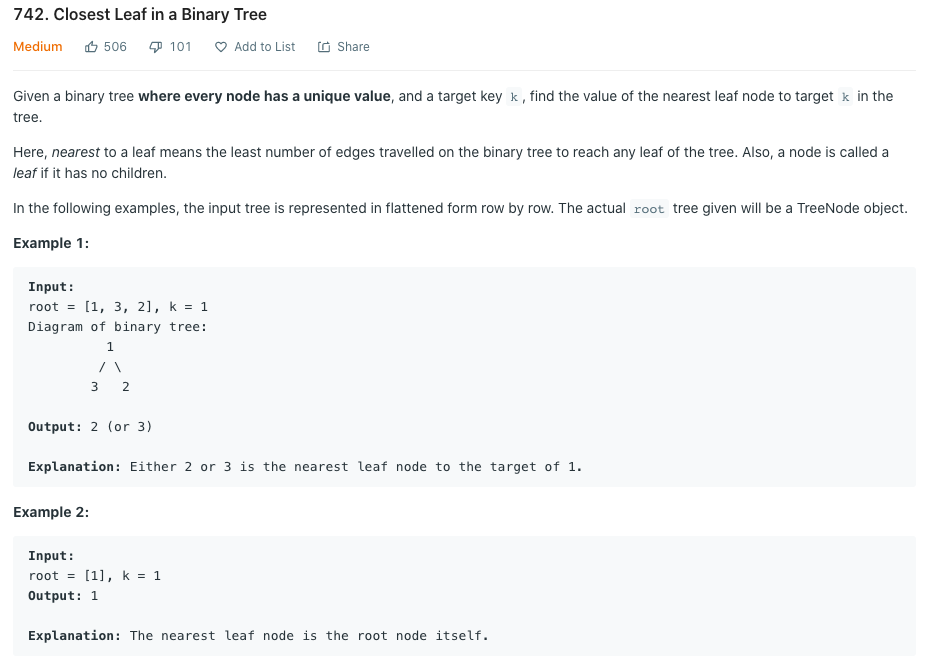 742. Closest Leaf in a Binary Tree
Medium 506 101 Add to List Share
Given a binary tree where every node has a unique value, and a target key k, find the value of the nearest leaf node to target k in the
tree.
Here, nearest to a leaf means the least number of edges travelled on the binary tree to reach any leaf of the tree. Also, a node is called a
leaf if it has no children.
In the following examples, the input tree is represented in flattened form row by row. The actual root tree given will be a TreeNode object.
Example 1:
Input:
root = [1, 3, 2], k = 1
Diagram of binary tree:
          1
         / \
        3   2
Output: 2 (or 3)
Explanation: Either 2 or 3 is the nearest leaf node to the target of 1.
Example 2:
Input:
root = [1], k = 1
Output: 1
Explanation: The nearest leaf node is the root node itself.